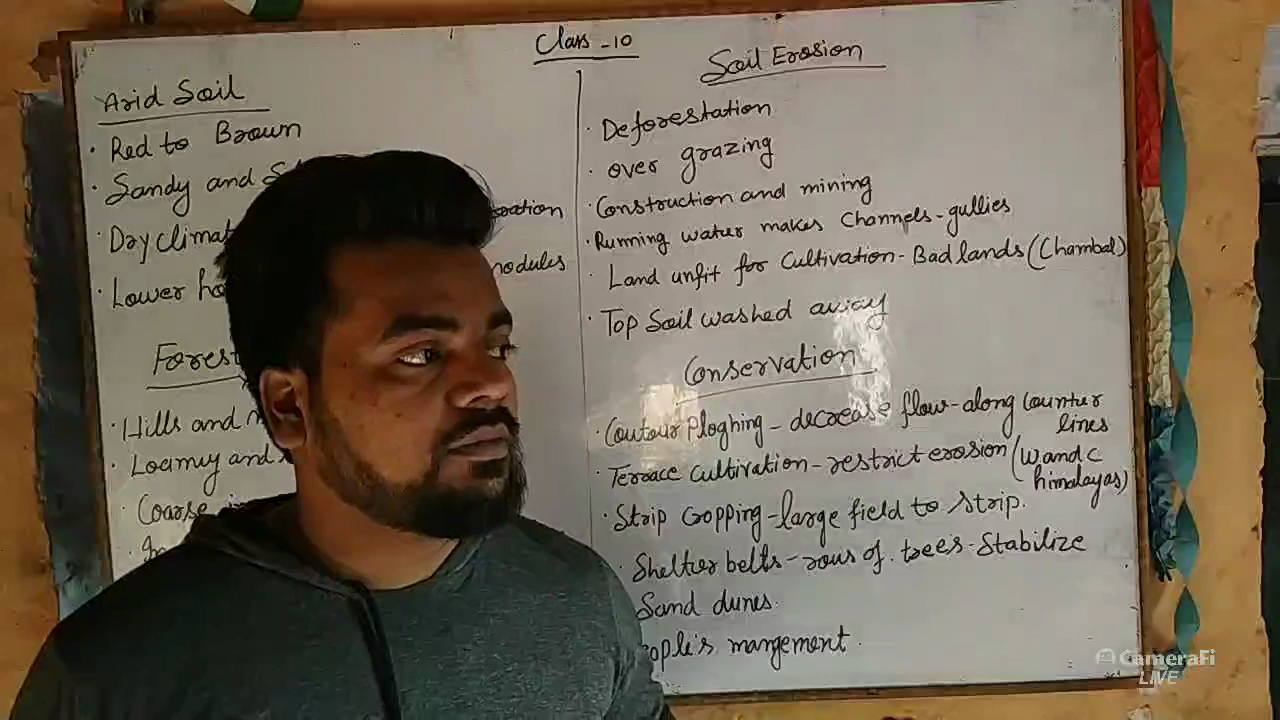 Class - 10
Arid Soil
• Red to Brown
• Sandy and
• Dry climat
• Lower ho
nodules
Forest
• Hills and
• Loamy and
• Coarse
Soil Erosion
• Deforestation
• over grazing
• Construction and mining
• Running water makes Channels - gullies
• Land unfit for Cultivation - Bad lands (Chambal)
• Top Soil washed away
Conservation
• Coutour Ploghing - decrease flow - along counter
lines
• Terrace cultivation - restrict erosion (W and C
himalayas)
• Strip Cropping - large field to strip.
Shelter belts - rows of trees - Stabilize
Sand dunes.
ople's mangement
CameraFi
LIVE